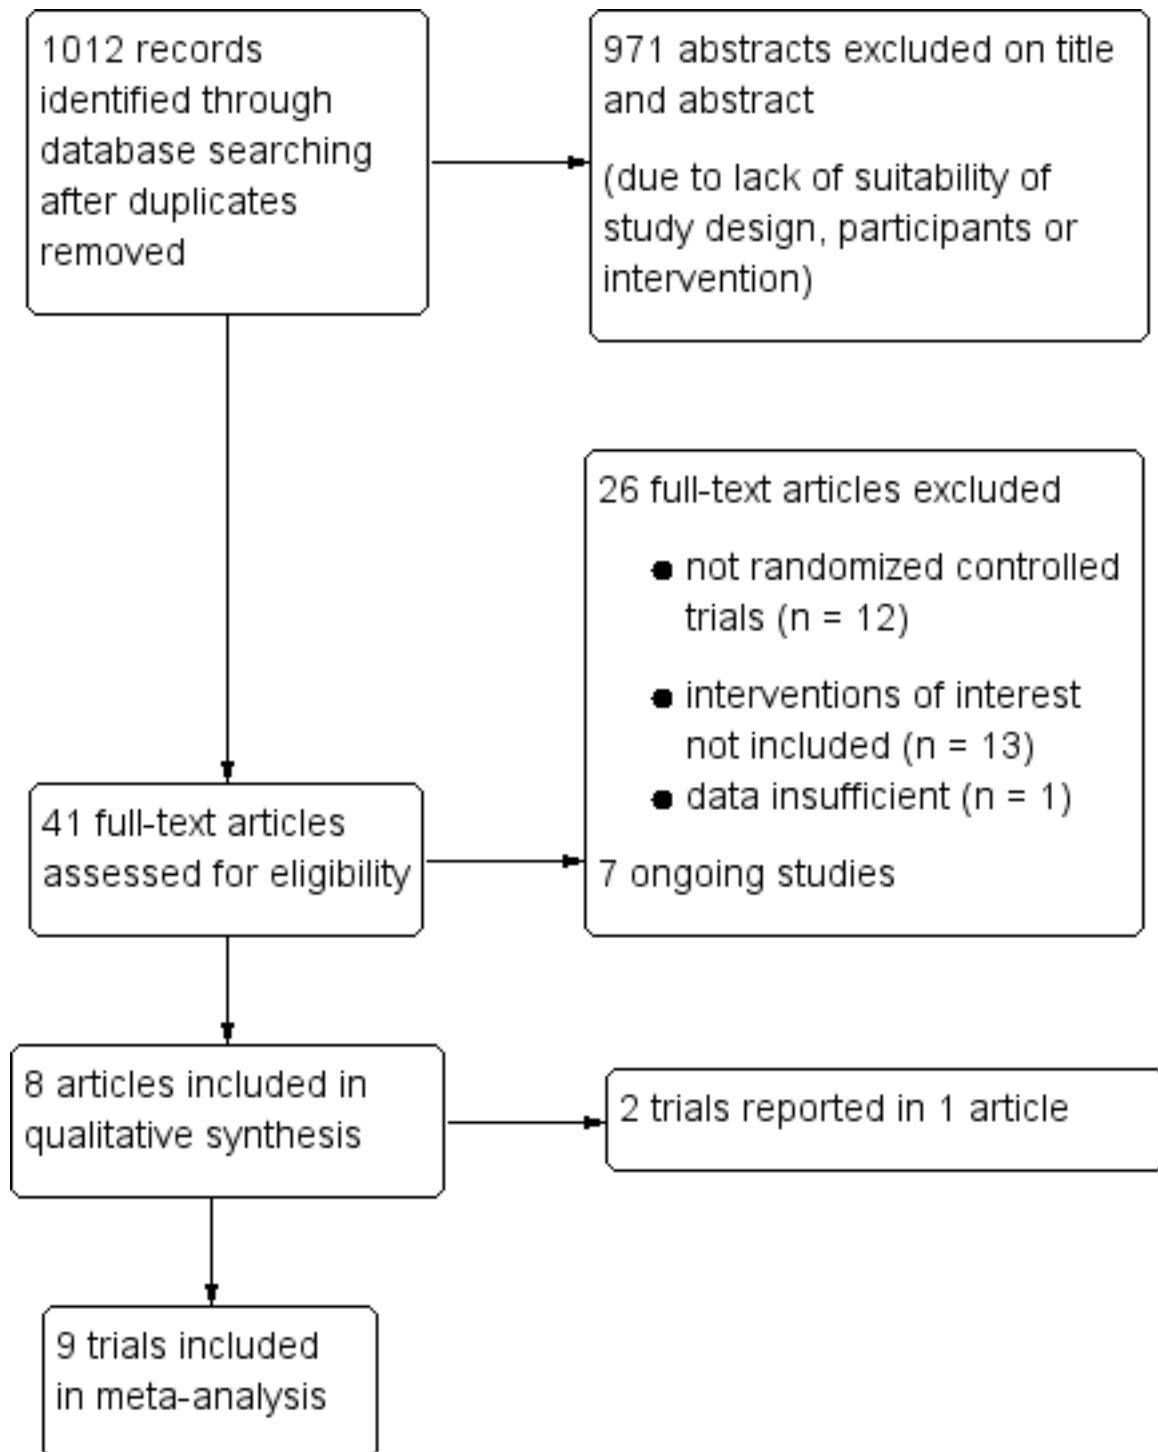 1012 records
identified through
database searching
after duplicates
removed
971 abstracts excluded on title
and abstract
(due to lack of suitability of
study design, participants or
intervention)
26 full-text articles excluded
● not randomized controlled
trials (n = 12)
● interventions of interest
not included (n = 13)
● data insufficient (n = 1)
7 ongoing studies
41 full-text articles
assessed for eligibility
8 articles included in
qualitative synthesis
2 trials reported in 1 article
9 trials included
in meta-analysis